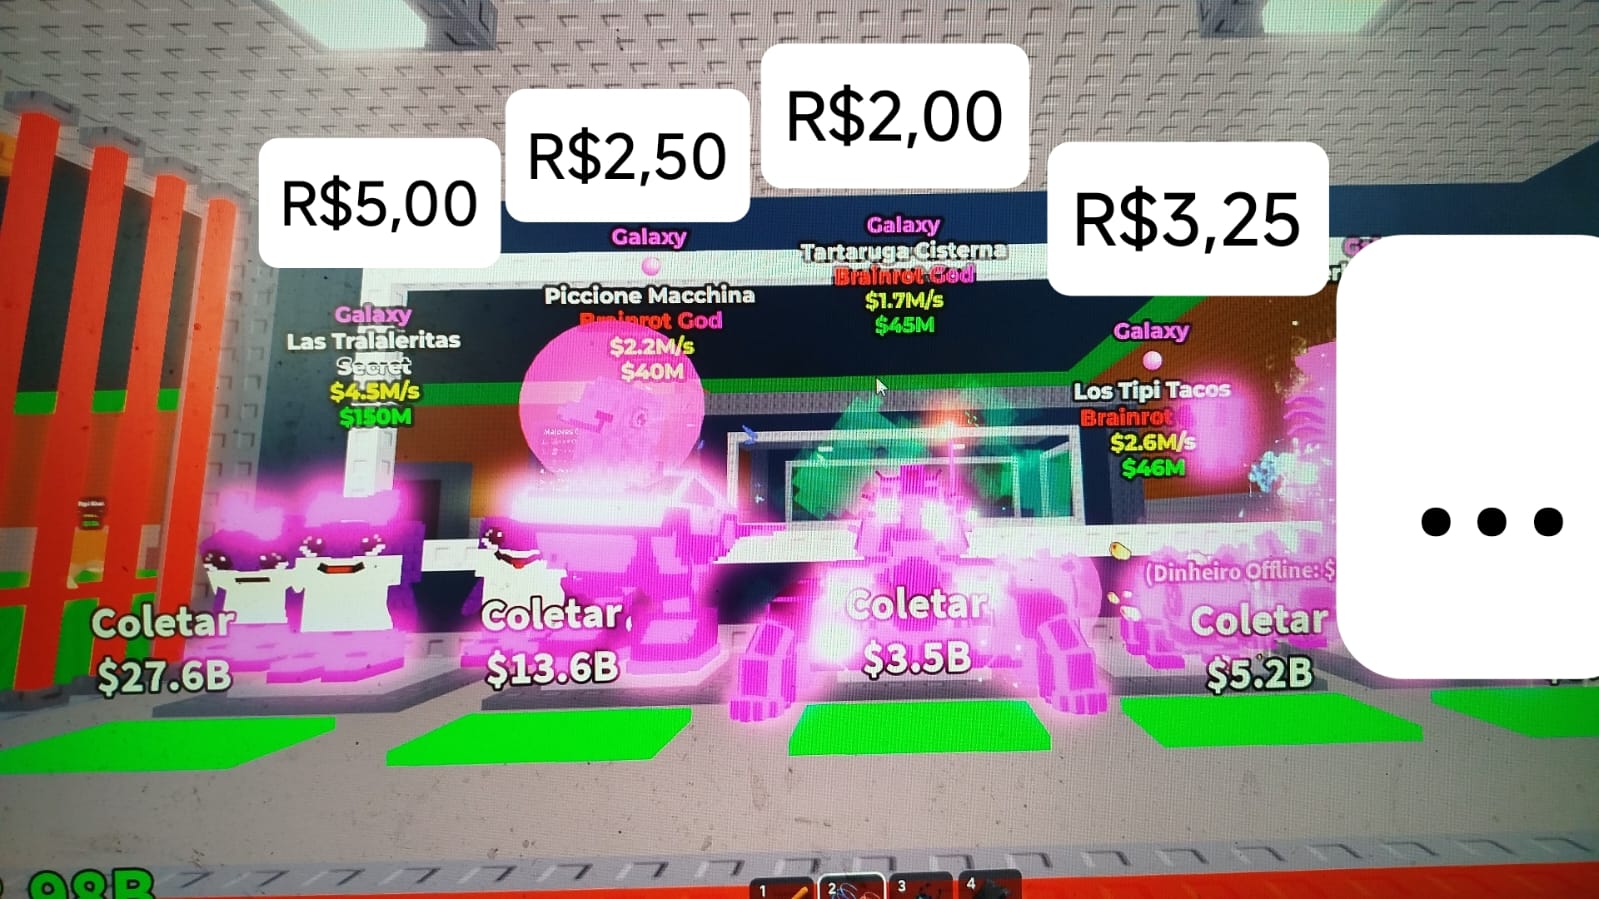 R$5,00
R$2,50
R$2,00
R$3,25
Galaxy
Las Tralaleritas
Secret
$4.5M/s
$150M
Galaxy
Piccione Macchina
Brainrot God
$2.2M/s
$40M
Galaxy
Tartaruga Cisterna
Brainrot God
$1.7M/s
$45M
Galaxy
Los Tipi Tacos
Brainrot
$2.6M/s
$46M
...
(Dinheiro Offline: $
Coletar
$27.6B
Coletar
$13.6B
Coletar
$3.5B
Coletar
$5.2B
98B
1
2
3
4